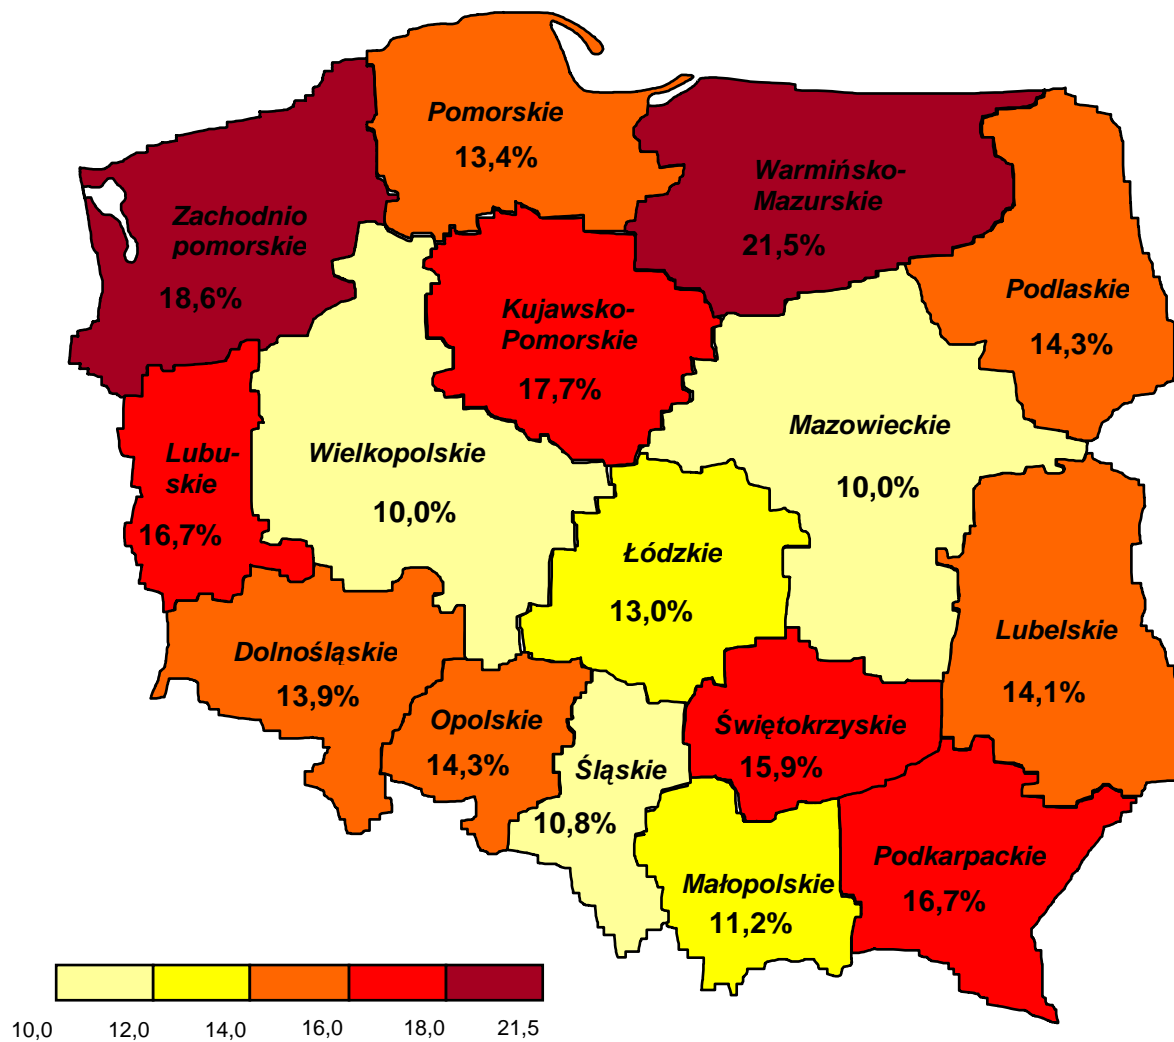 Pomorskie
13,4%
Warmińsko-
Mazurskie
21,5%
Zachodnio
pomorskie
18,6%
Podlaskie
14,3%
Kujawsko-
Pomorskie
17,7%
Lubu-
skie
16,7%
Wielkopolskie
10,0%
Mazowieckie
10,0%
Łódzkie
13,0%
Lubelskie
14,1%
Dolnośląskie
13,9%
Opolskie
14,3%
Śląskie
10,8%
Świętokrzyskie
15,9%
Małopolskie
11,2%
Podkarpackie
16,7%
10,0 12,0 14,0 16,0 18,0 21,5